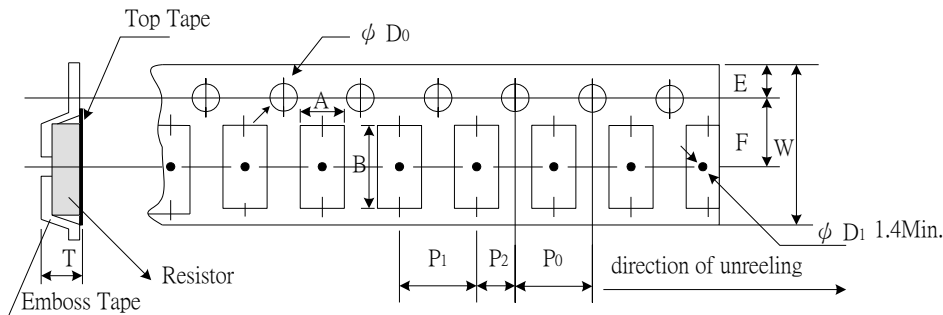 Top Tape
φ D0
A
E
B
F
W
φ D1 1.4Min.
T
P1
P2
P0
direction of unreeling
Resistor
Emboss Tape